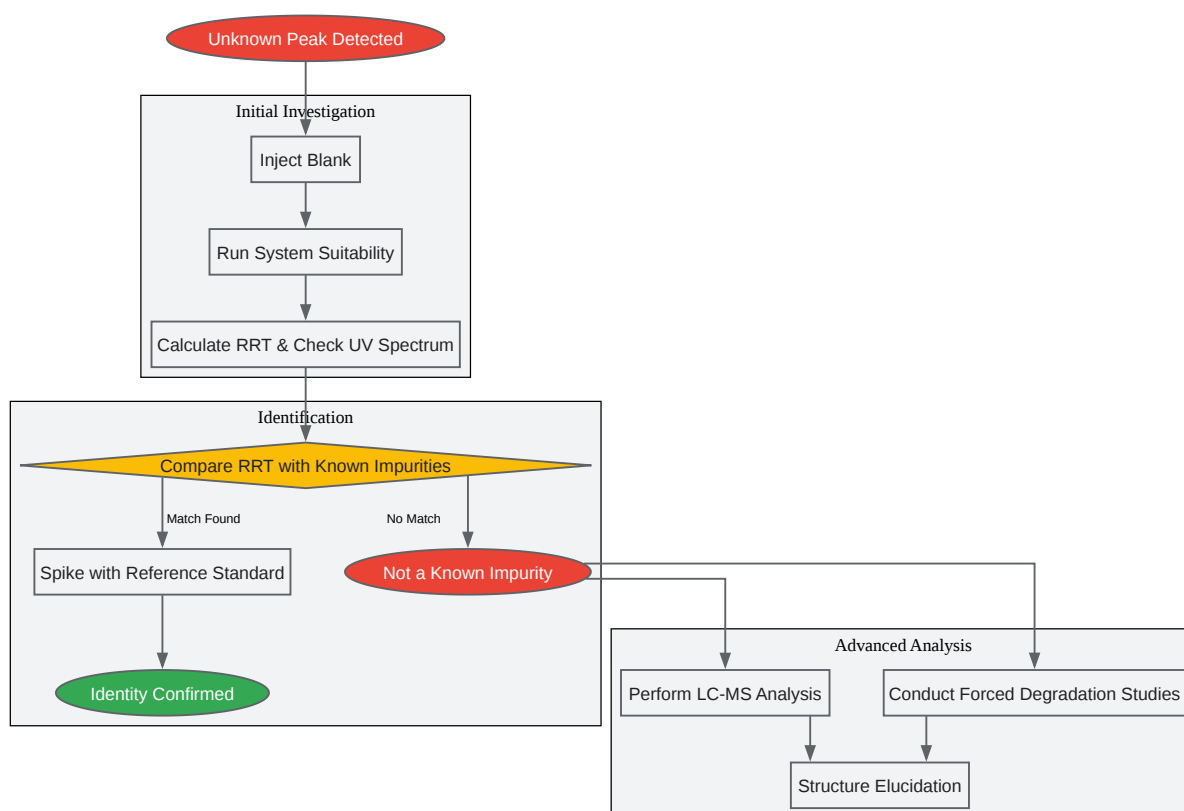 Unknown Peak Detected
Initial Investigation
Inject Blank
Run System Suitability
Calculate RRT & Check UV Spectrum
Identification
Compare RRT with Known Impurities
Match Found
No Match
Spike with Reference Standard
Not a Known Impurity
Identity Confirmed
Advanced Analysis
Perform LC-MS Analysis
Conduct Forced Degradation Studies
Structure Elucidation